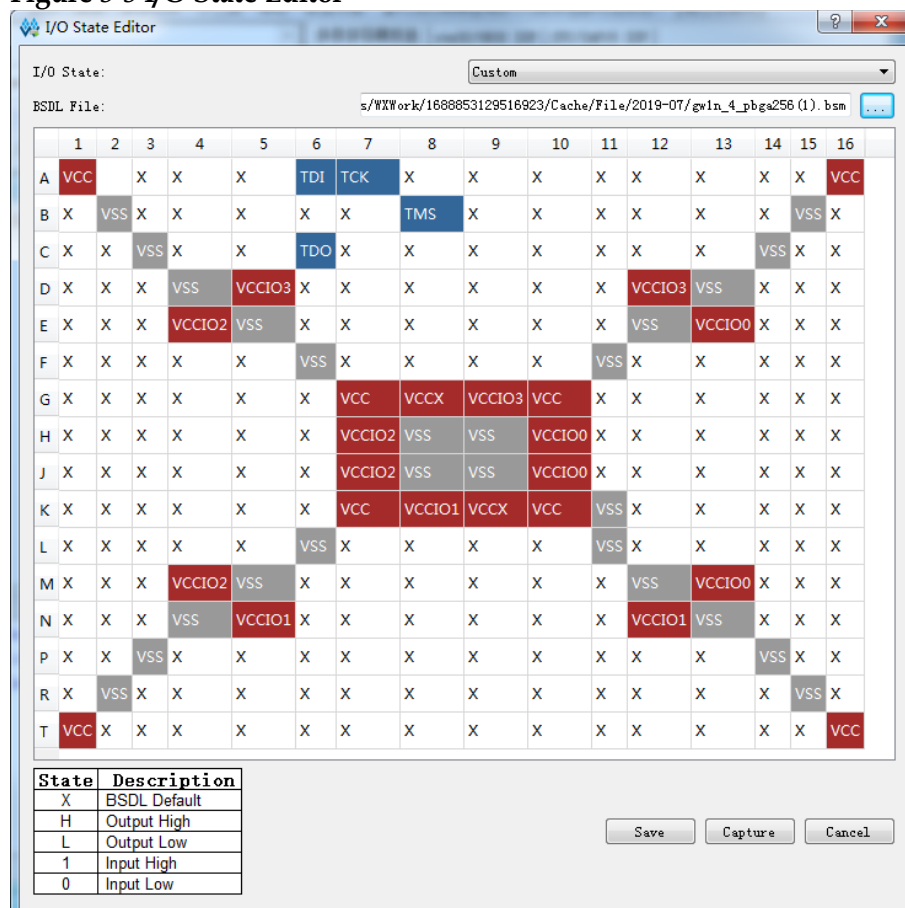 I/O State Editor
I/O State:
Custom
BSDL File:
s/WXWork/1688853129516923/Cache/File/2019-07/gw1n_4_pbga256(1).bsm ...
1 2 3 4 5 6 7 8 9 10 11 12 13 14 15 16
A VCC X X X TDI TCK X X X X X X X X VCC
B X VSS X X X X X TMS X X X X X X VSS X
C X X VSS X X TDO X X X X X X X VSS X X
D X X X VSS VCCIO3 X X X X X X VCCIO3 VSS X X X
E X X X VCCIO2 VSS X X X X X X VSS VCCIO0 X X X
F X X X X X VSS X X X X VSS X X X X X
G X X X X X X VCC VCCX VCCIO3 VCC X X X X X X
H X X X X X X VCCIO2 VSS VSS VCCIO0 X X X X X X
J X X X X X X VCCIO2 VSS VSS VCCIO0 X X X X X X
K X X X X X X VCC VCCIO1 VCCX VCC VSS X X X X X
L X X X X X VSS X X X X VSS X X X X X
M X X X VCCIO2 VSS X X X X X X VSS VCCIO0 X X X
N X X X VSS VCCIO1 X X X X X X VCCIO1 VSS X X X
P X X VSS X X X X X X X X X X VSS X X
R X VSS X X X X X X X X X X X X VSS X
T VCC X X X X X X X X X X X X X X VCC
State Description
X BSDL Default
H Output High
L Output Low
1 Input High
0 Input Low
Save Capture Cancel